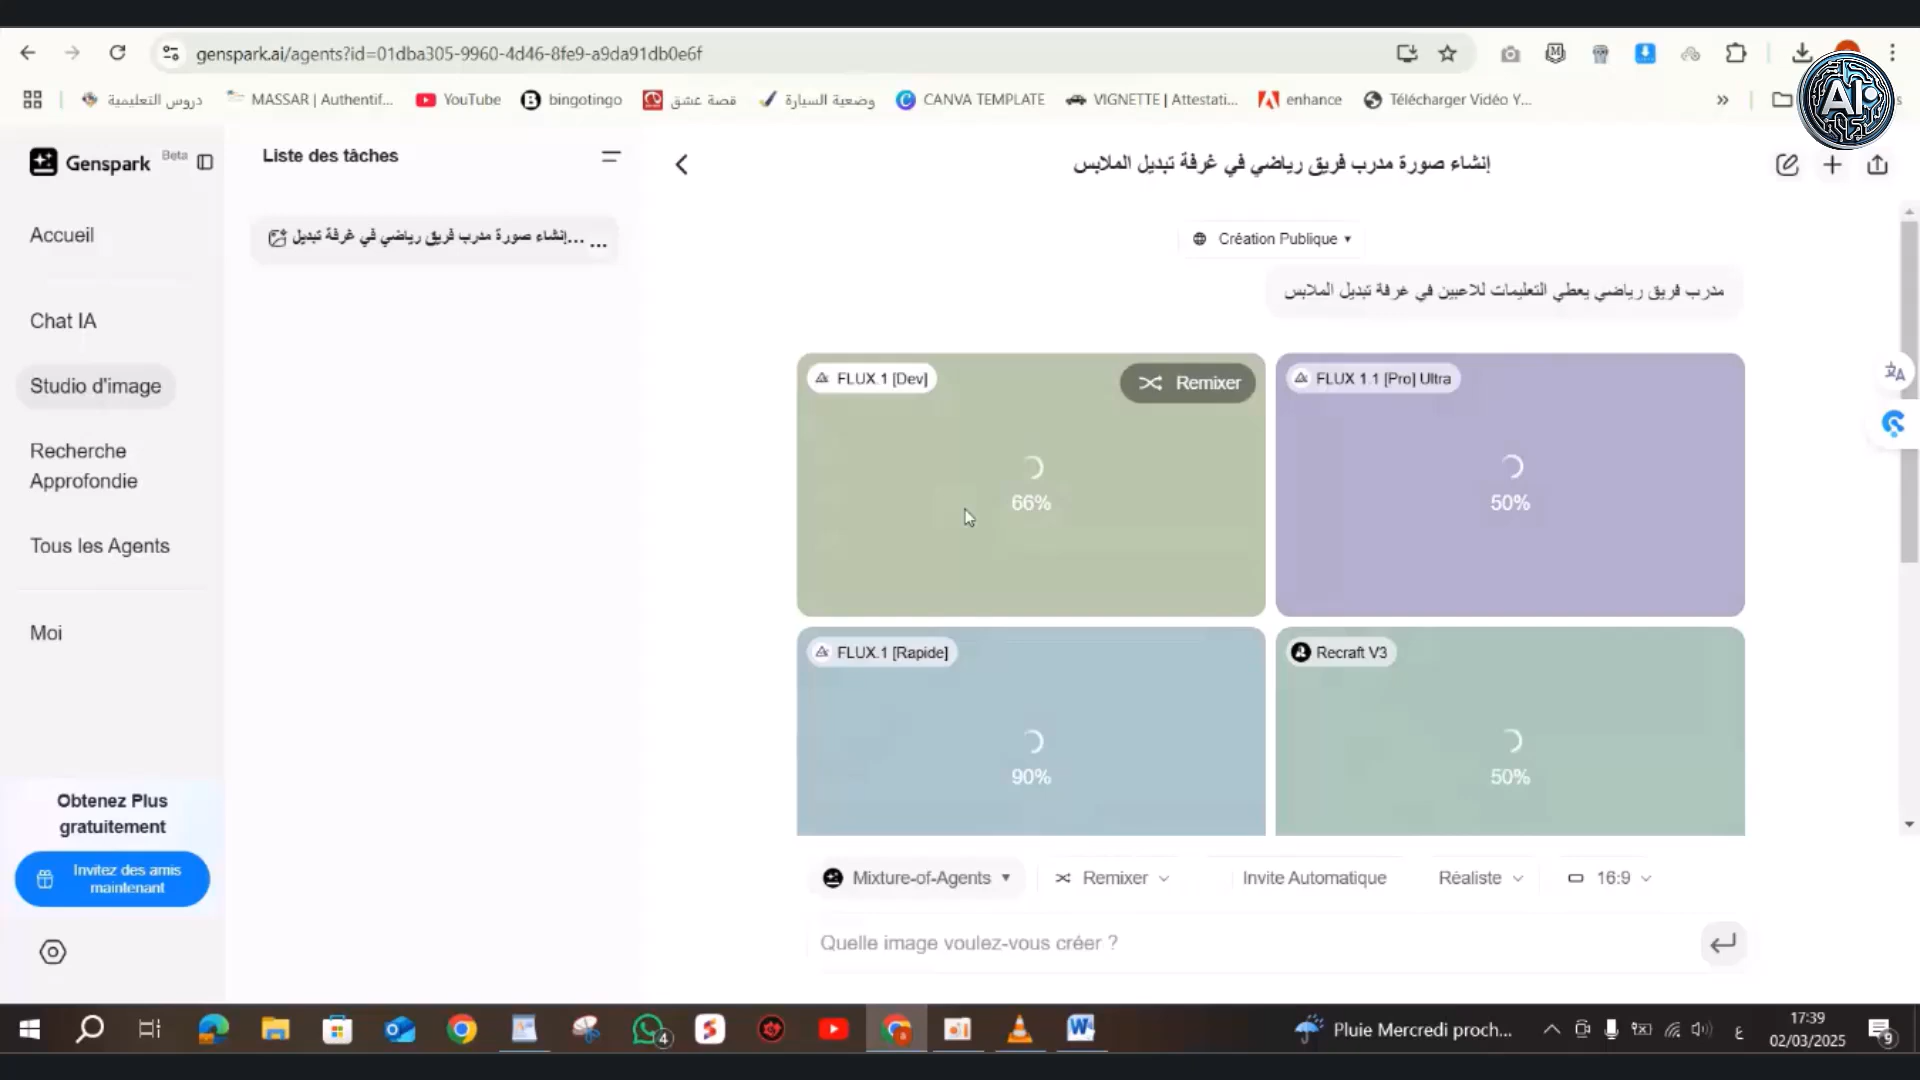 genspark.ai/agents?id=01dba305-9960-4d46-8fe9-a9da91db0e6f
دروس التعليمية
MASSAR | Authentif...
YouTube
bingotingo
قصة عشق
وضعية السيارة
CANVA TEMPLATE
VIGNETTE | Attestati...
enhance
Télécharger Vidéo Y...
AI
Genspark Beta
Liste des tâches
إنشاء صورة مدرب فريق رياضي في غرفة تبديل الملابس
Accueil
إنشاء صورة مدرب فريق رياضي في غرفة تبديل... ...
Création Publique
مدرب فريق رياضي يعطي التعليمات للاعبين في غرفة تبديل الملابس
Chat IA
Studio d'image
Recherche
Approfondie
Tous les Agents
Moi
FLUX.1 [Dev]
Remixer
66%
FLUX 1.1 [Pro] Ultra
50%
FLUX.1 [Rapide]
90%
Recraft V3
50%
Obtenez Plus
gratuitement
Invitez des amis
maintenant
Mixture-of-Agents
Remixer
Invite Automatique
Réaliste
16:9
Quelle image voulez-vous créer ?
4
Pluie Mercredi proch...
ع
17:39
02/03/2025
9